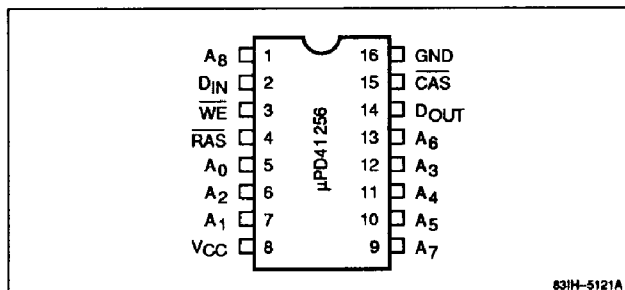 A8 1 16 GND
DIN 2 15 CAS
WE 3 14 DOUT
RAS 4 13 A6
A0 5 12 A3
A2 6 11 A4
A1 7 10 A5
VCC 8 9 A7
μPD41256
83IH-5121A